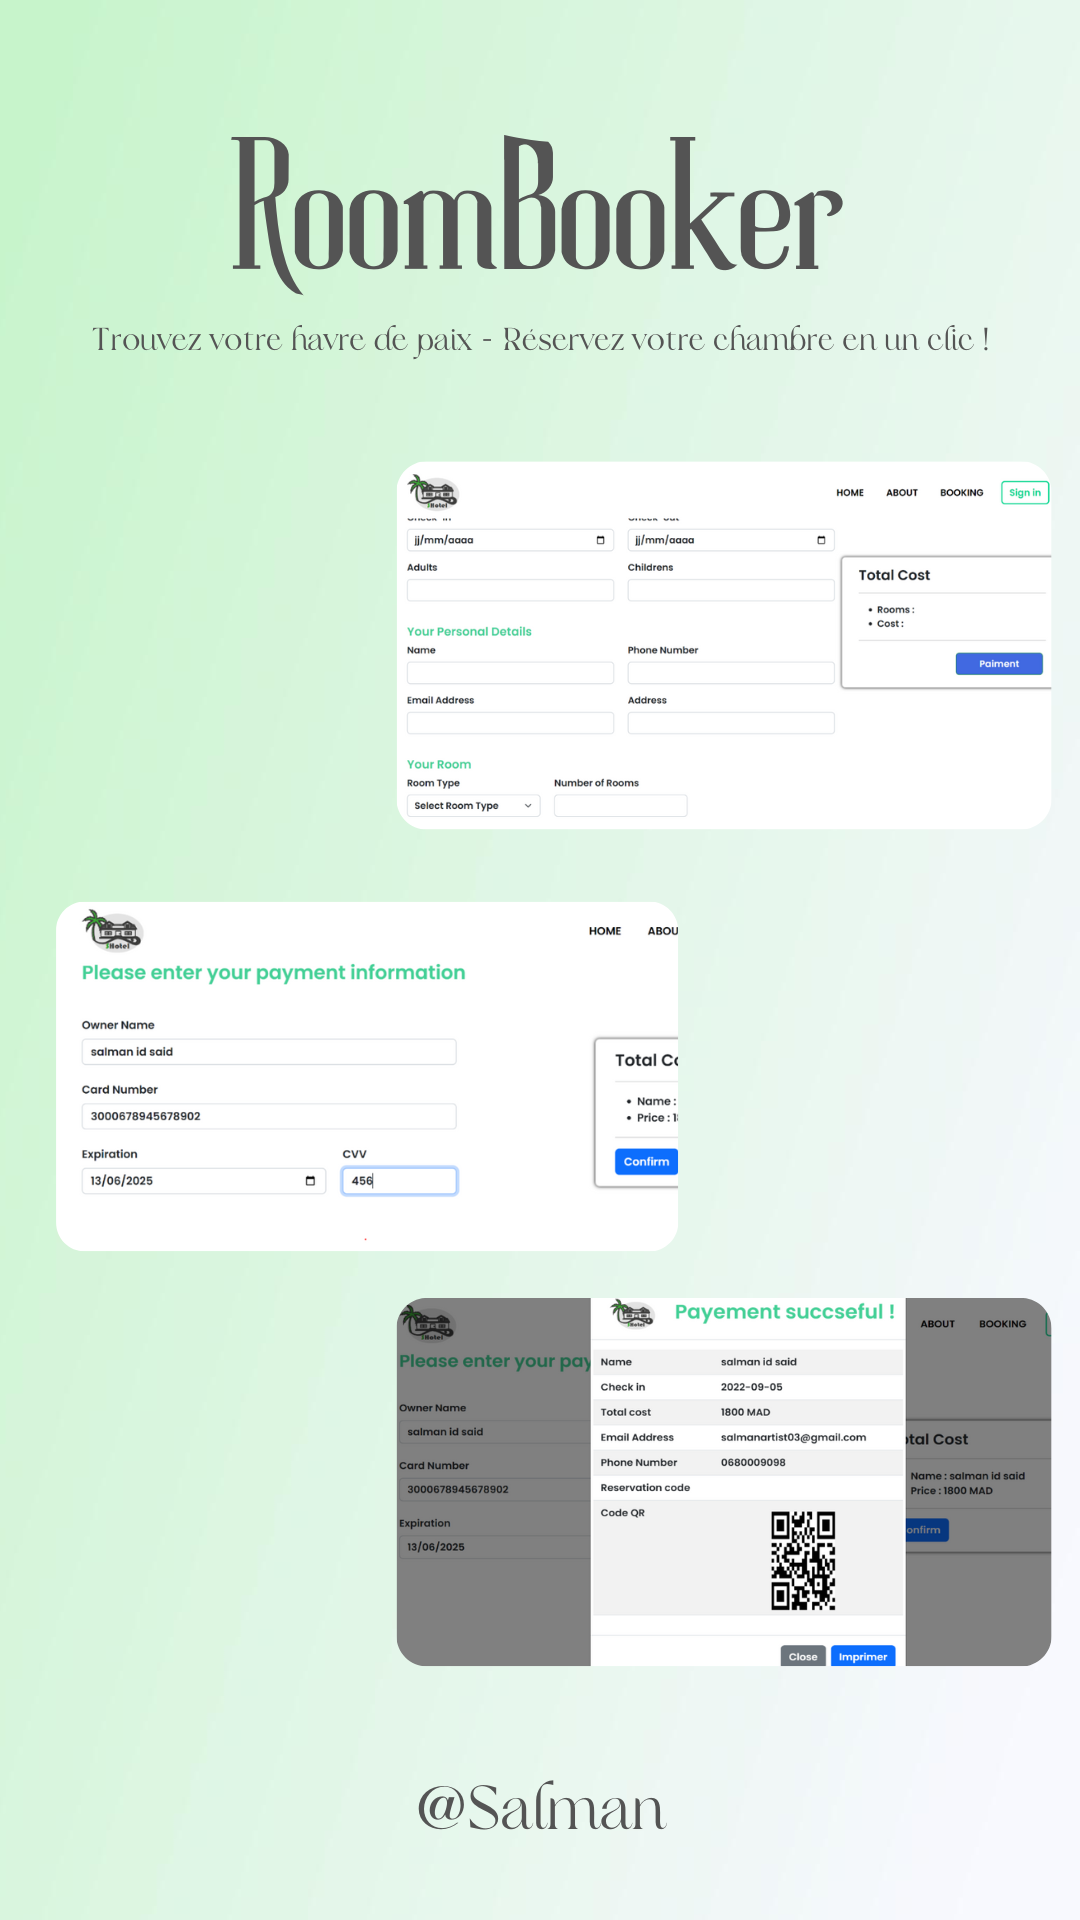 RoomBooker
Trouvez votre havre de paix - Réservez votre chambre en un clic !
Hotel
HOME ABOUT BOOKING Sign in
Check-in Check-out
jj/mm/aaaa jj/mm/aaaa
Adults Childrens
Total Cost
• Rooms :
• Cost :
Paiment
Your Personal Details
Name Phone Number
Email Address Address
Your Room
Room Type Number of Rooms
Select Room Type
Hotel
HOME ABOU
Please enter your payment information
Owner Name
salman id said
Card Number
3000678945678902
Expiration CVV
13/06/2025 456
Total Co
• Name :
• Price : 1
Confirm
Hotel
Please enter your pay
Owner Name
salman id said
Card Number
3000678945678902
Expiration
13/06/2025
Hotel
Payement succseful !
Name salman id said
Check in 2022-09-05
Total cost 1800 MAD
Email Address salmanartist03@gmail.com
Phone Number 0680009098
Reservation code
Code QR
Close Imprimer
ABOUT BOOKING
otal Cost
Name : salman id said
Price : 1800 MAD
onfirm
@Salman